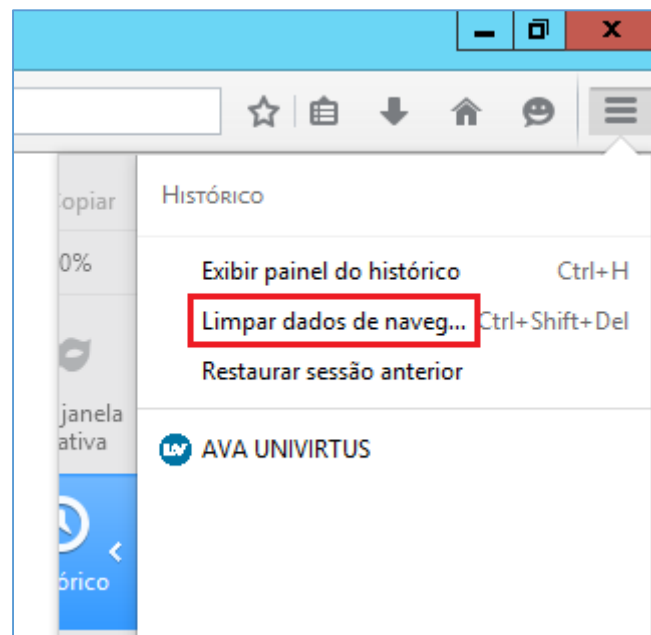 opiar
0%
janela
ativa
órico
Histórico
Exibir painel do histórico Ctrl+H
Limpar dados de naveg... Ctrl+Shift+Del
Restaurar sessão anterior
AVA UNIVIRTUS